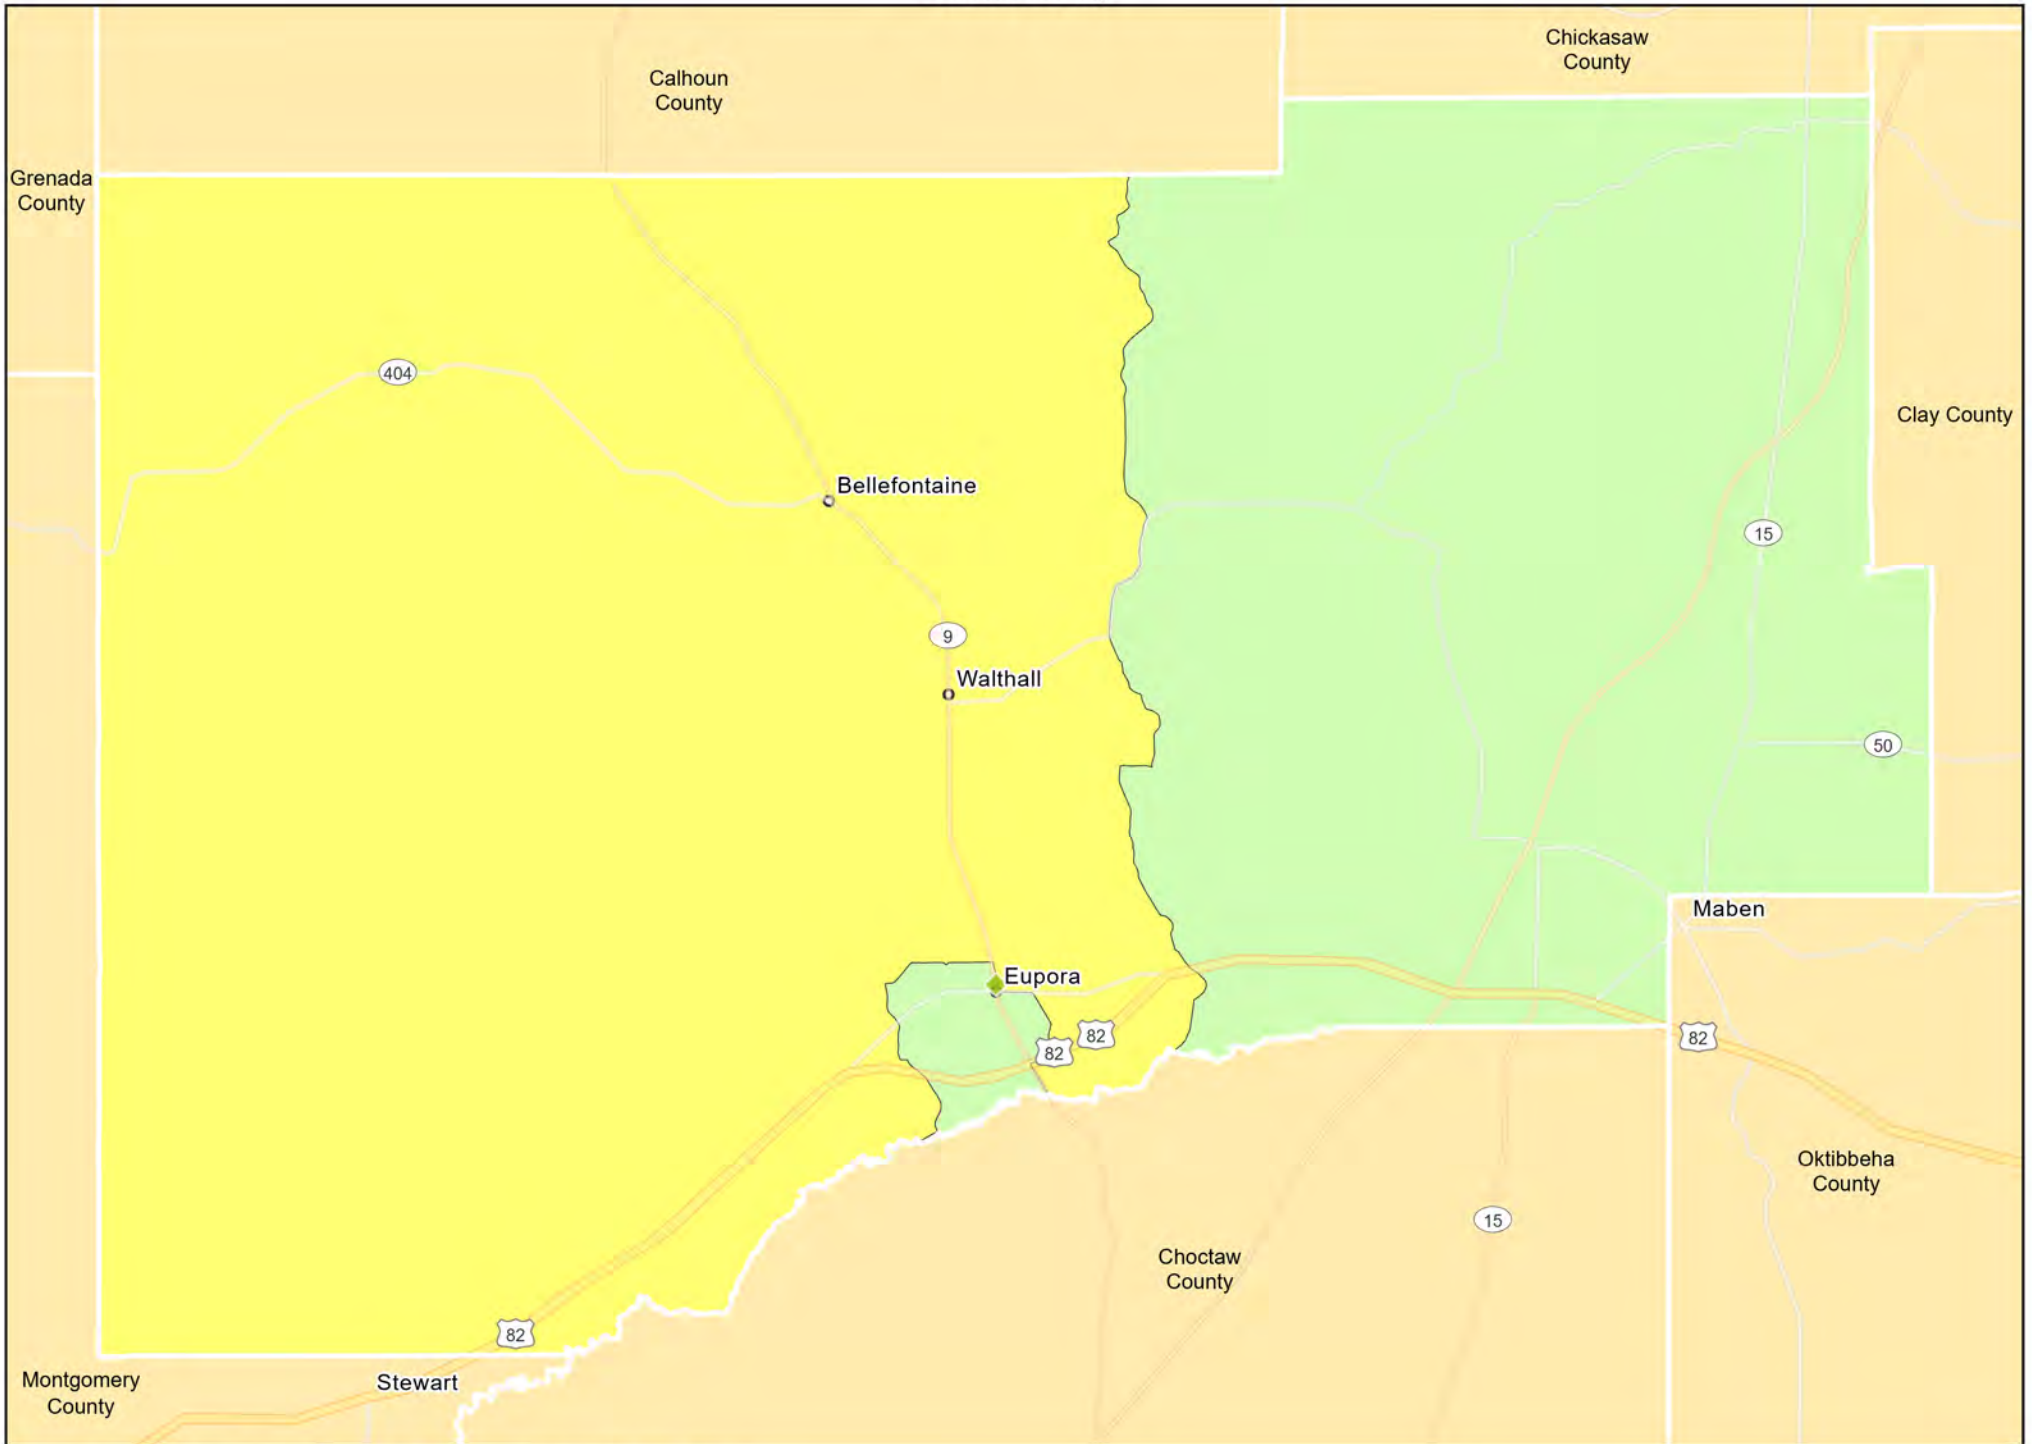 Chickasaw
County
Calhoun
County
Grenada
County
404
Clay County
Bellefontaine
15
9
Walthall
50
Maben
Eupora
82
82
82
Oktibbeha
County
15
Choctaw
County
82
Montgomery
County
Stewart